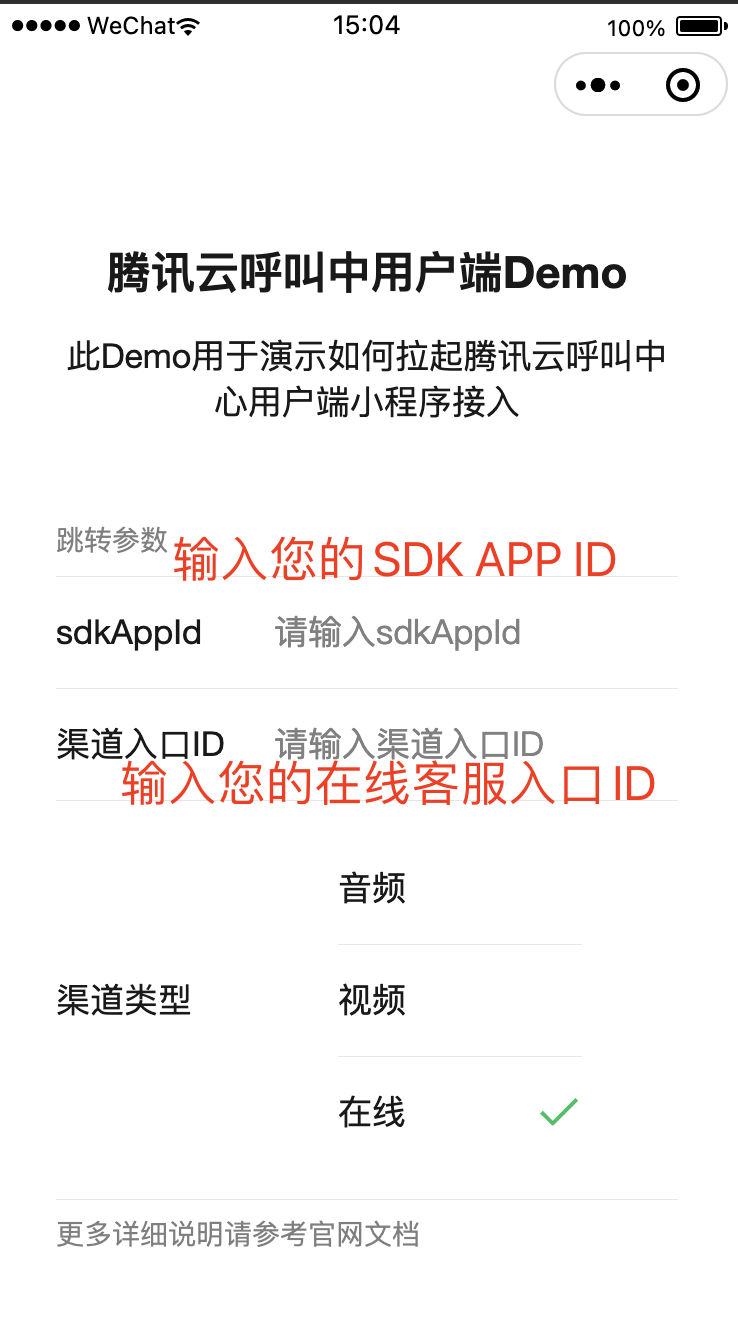 WeChat 15:04 100%
腾讯云呼叫中用户端Demo
此Demo用于演示如何拉起腾讯云呼叫中
心用户端小程序接入
跳转参数
输入您的SDK APP ID
sdkAppId 请输入sdkAppId
渠道入口ID 请输入渠道入口ID
输入您的在线客服入口ID
音频
渠道类型 视频
在线
更多详细说明请参考官网文档